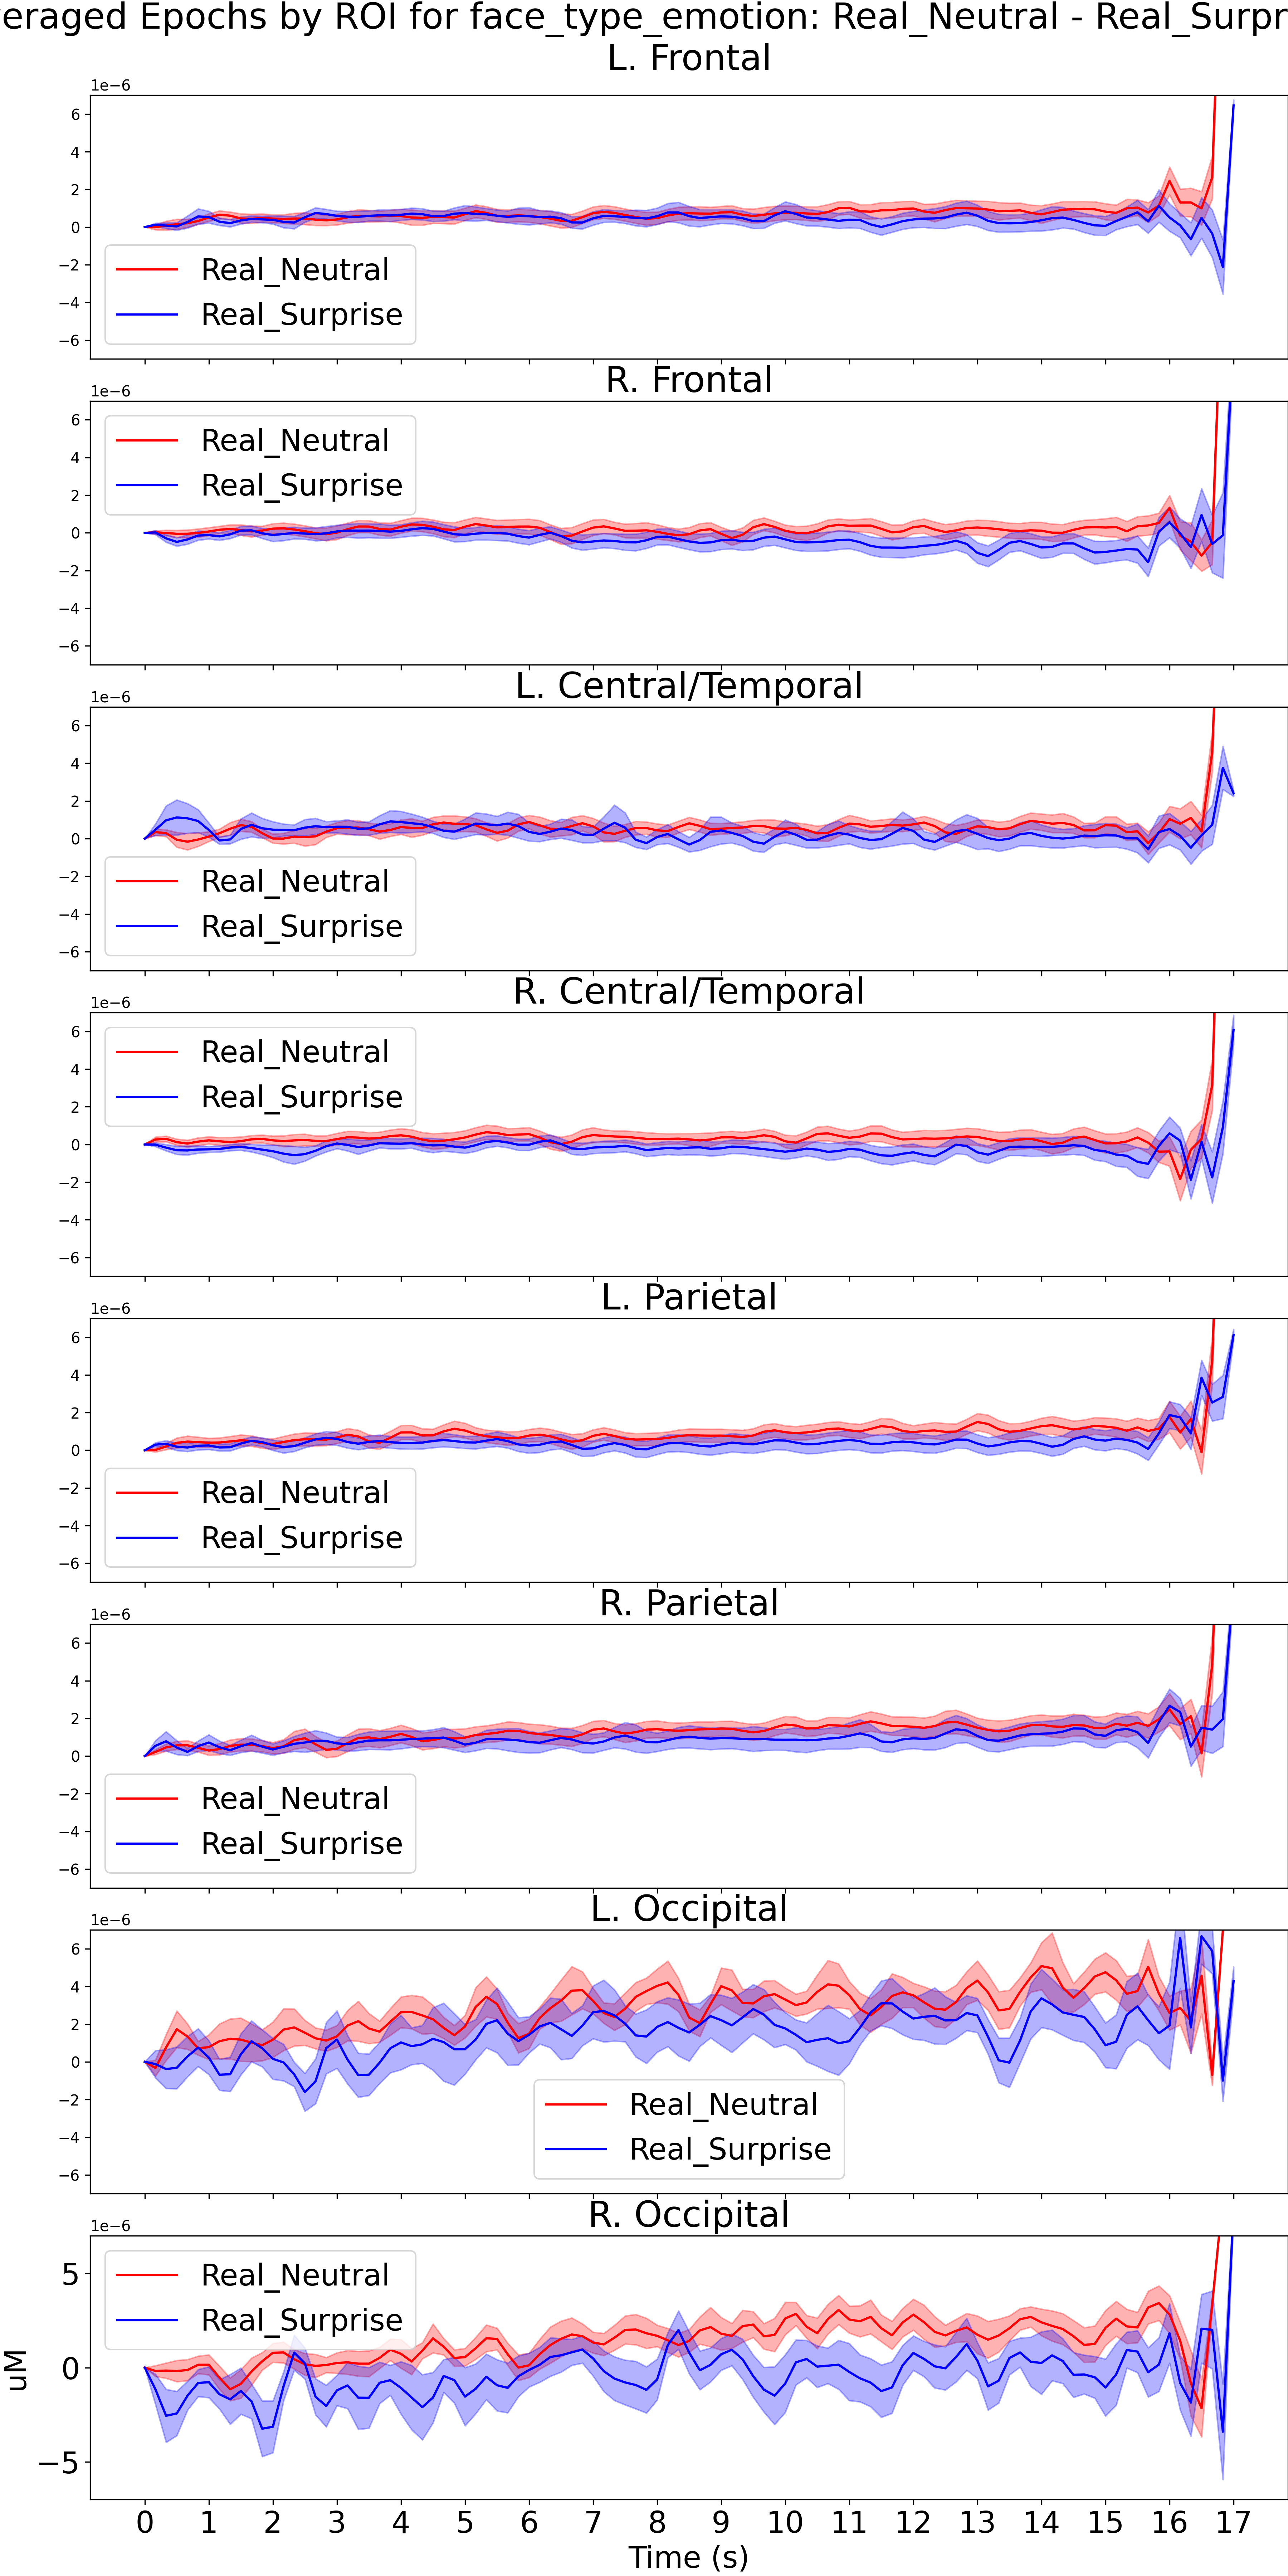 eraged Epochs by ROI for face_type_emotion: Real_Neutral - Real_Surpr
L. Frontal
1e−6
6
4
2
0
−2
−4
−6
Real_Neutral
Real_Surprise
R. Frontal
1e−6
6
4
2
0
−2
−4
−6
Real_Neutral
Real_Surprise
L. Central/Temporal
1e−6
6
4
2
0
−2
−4
−6
Real_Neutral
Real_Surprise
R. Central/Temporal
1e−6
6
4
2
0
−2
−4
−6
Real_Neutral
Real_Surprise
L. Parietal
1e−6
6
4
2
0
−2
−4
−6
Real_Neutral
Real_Surprise
R. Parietal
1e−6
6
4
2
0
−2
−4
−6
Real_Neutral
Real_Surprise
L. Occipital
1e−6
6
4
2
0
−2
−4
−6
Real_Neutral
Real_Surprise
R. Occipital
1e−6
5
0
−5
uM
Real_Neutral
Real_Surprise
0 1 2 3 4 5 6 7 8 9 10 11 12 13 14 15 16 17
Time (s)